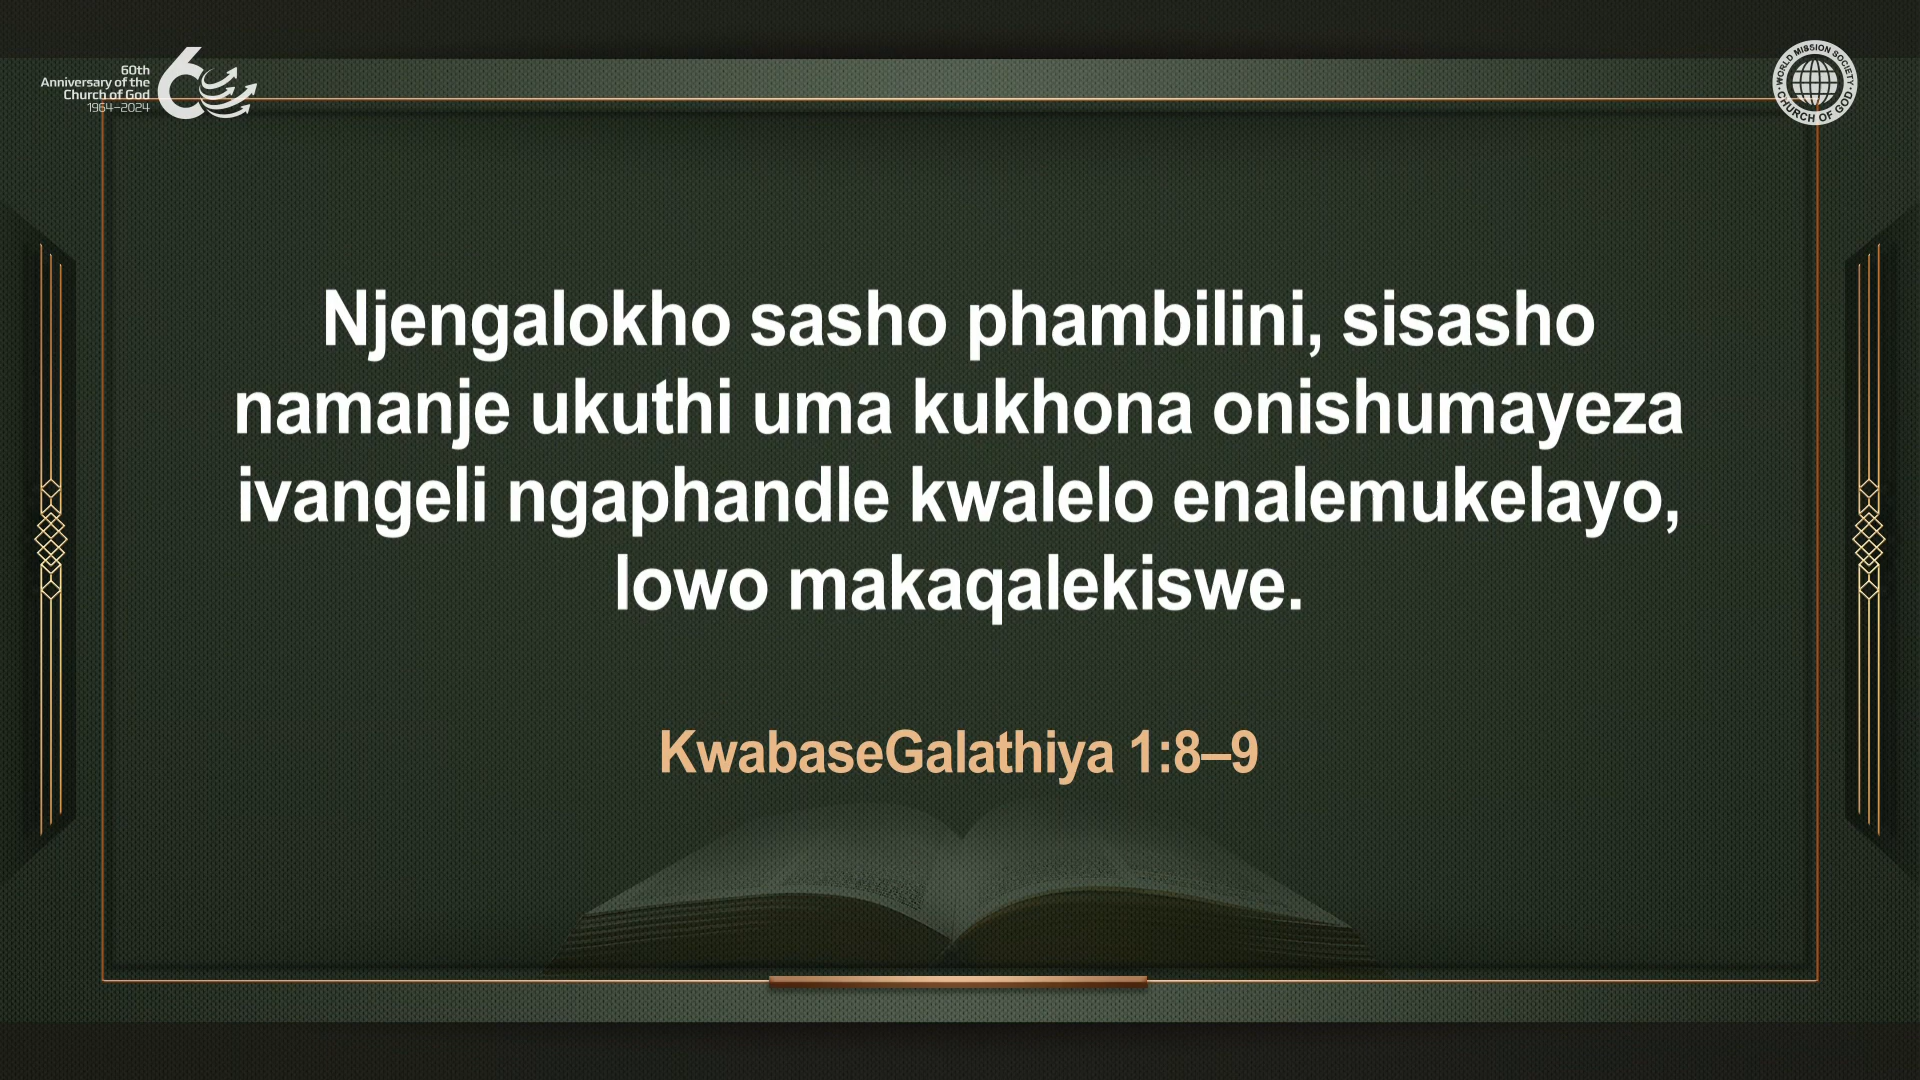 60th
Anniversary of the
Church of God
1964–2024
WORLD MISSION SOCIETY
CHURCH OF GOD
Njengalokho sasho phambilini, sisasho
namanje ukuthi uma kukhona onishumayeza
ivangeli ngaphandle kwalelo enalemukelayo,
lowo makaqalekiswe.
KwabaseGalathiya 1:8–9